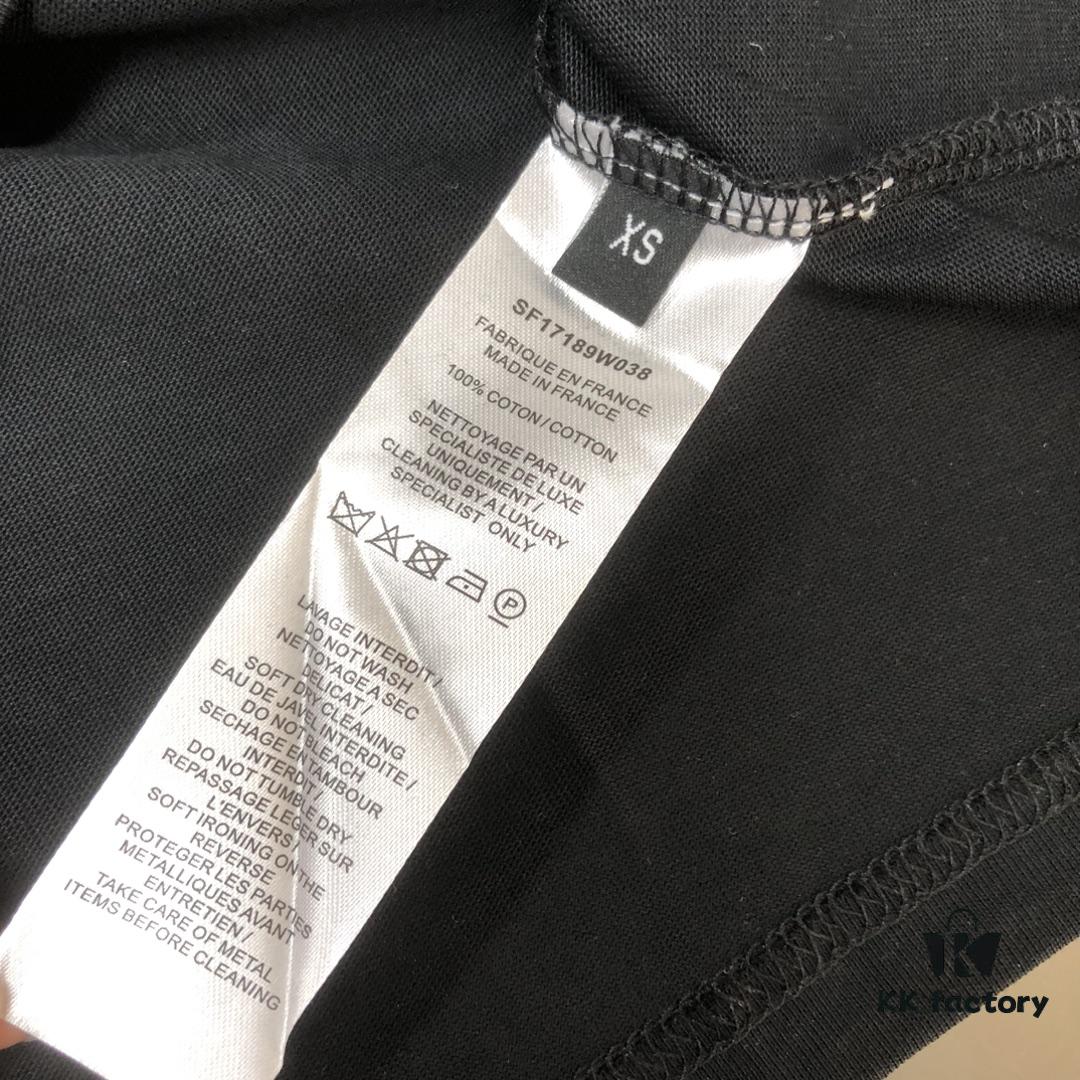 XS
SF17189W038
FABRIQUE EN FRANCE
MADE IN FRANCE
100% COTON / COTTON
NETTOYAGE PAR UN
SPECIALISTE DE LUXE
UNIQUEMENT /
CLEANING BY A LUXURY
SPECIALIST ONLY
P
LAVAGE INTERDIT /
DO NOT WASH
NETTOYAGE A SEC
DELICAT /
SOFT DRY CLEANING
EAU DE JAVEL INTERDITE /
DO NOT BLEACH
SECHAGE EN TAMBOUR
INTERDIT /
DO NOT TUMBLE DRY
REPASSAGE LEGER SUR
L'ENVERS /
SOFT IRONING ON THE
REVERSE
PROTEGER LES PARTIES
METALLIQUES AVANT
ENTRETIEN /
TAKE CARE OF METAL
ITEMS BEFORE CLEANING
KK factory